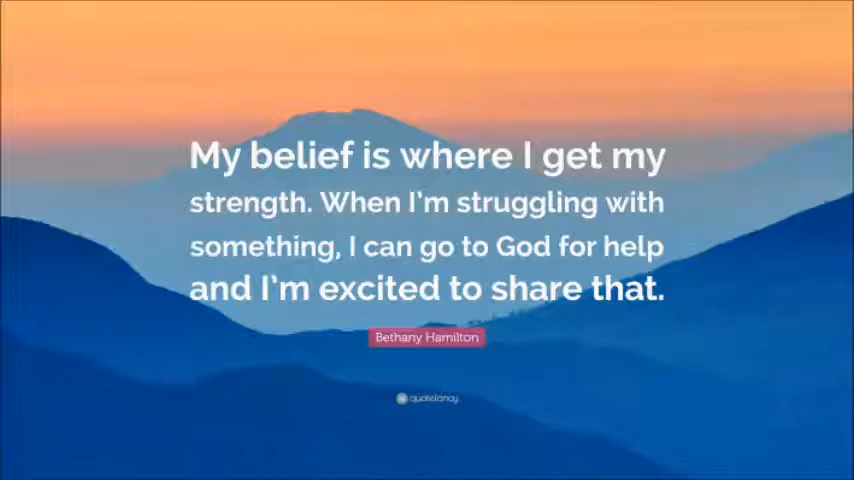 My belief is where I get my
strength. When I'm struggling with
something, I can go to God for help
and I'm excited to share that.
Bethany Hamilton
quotefancy